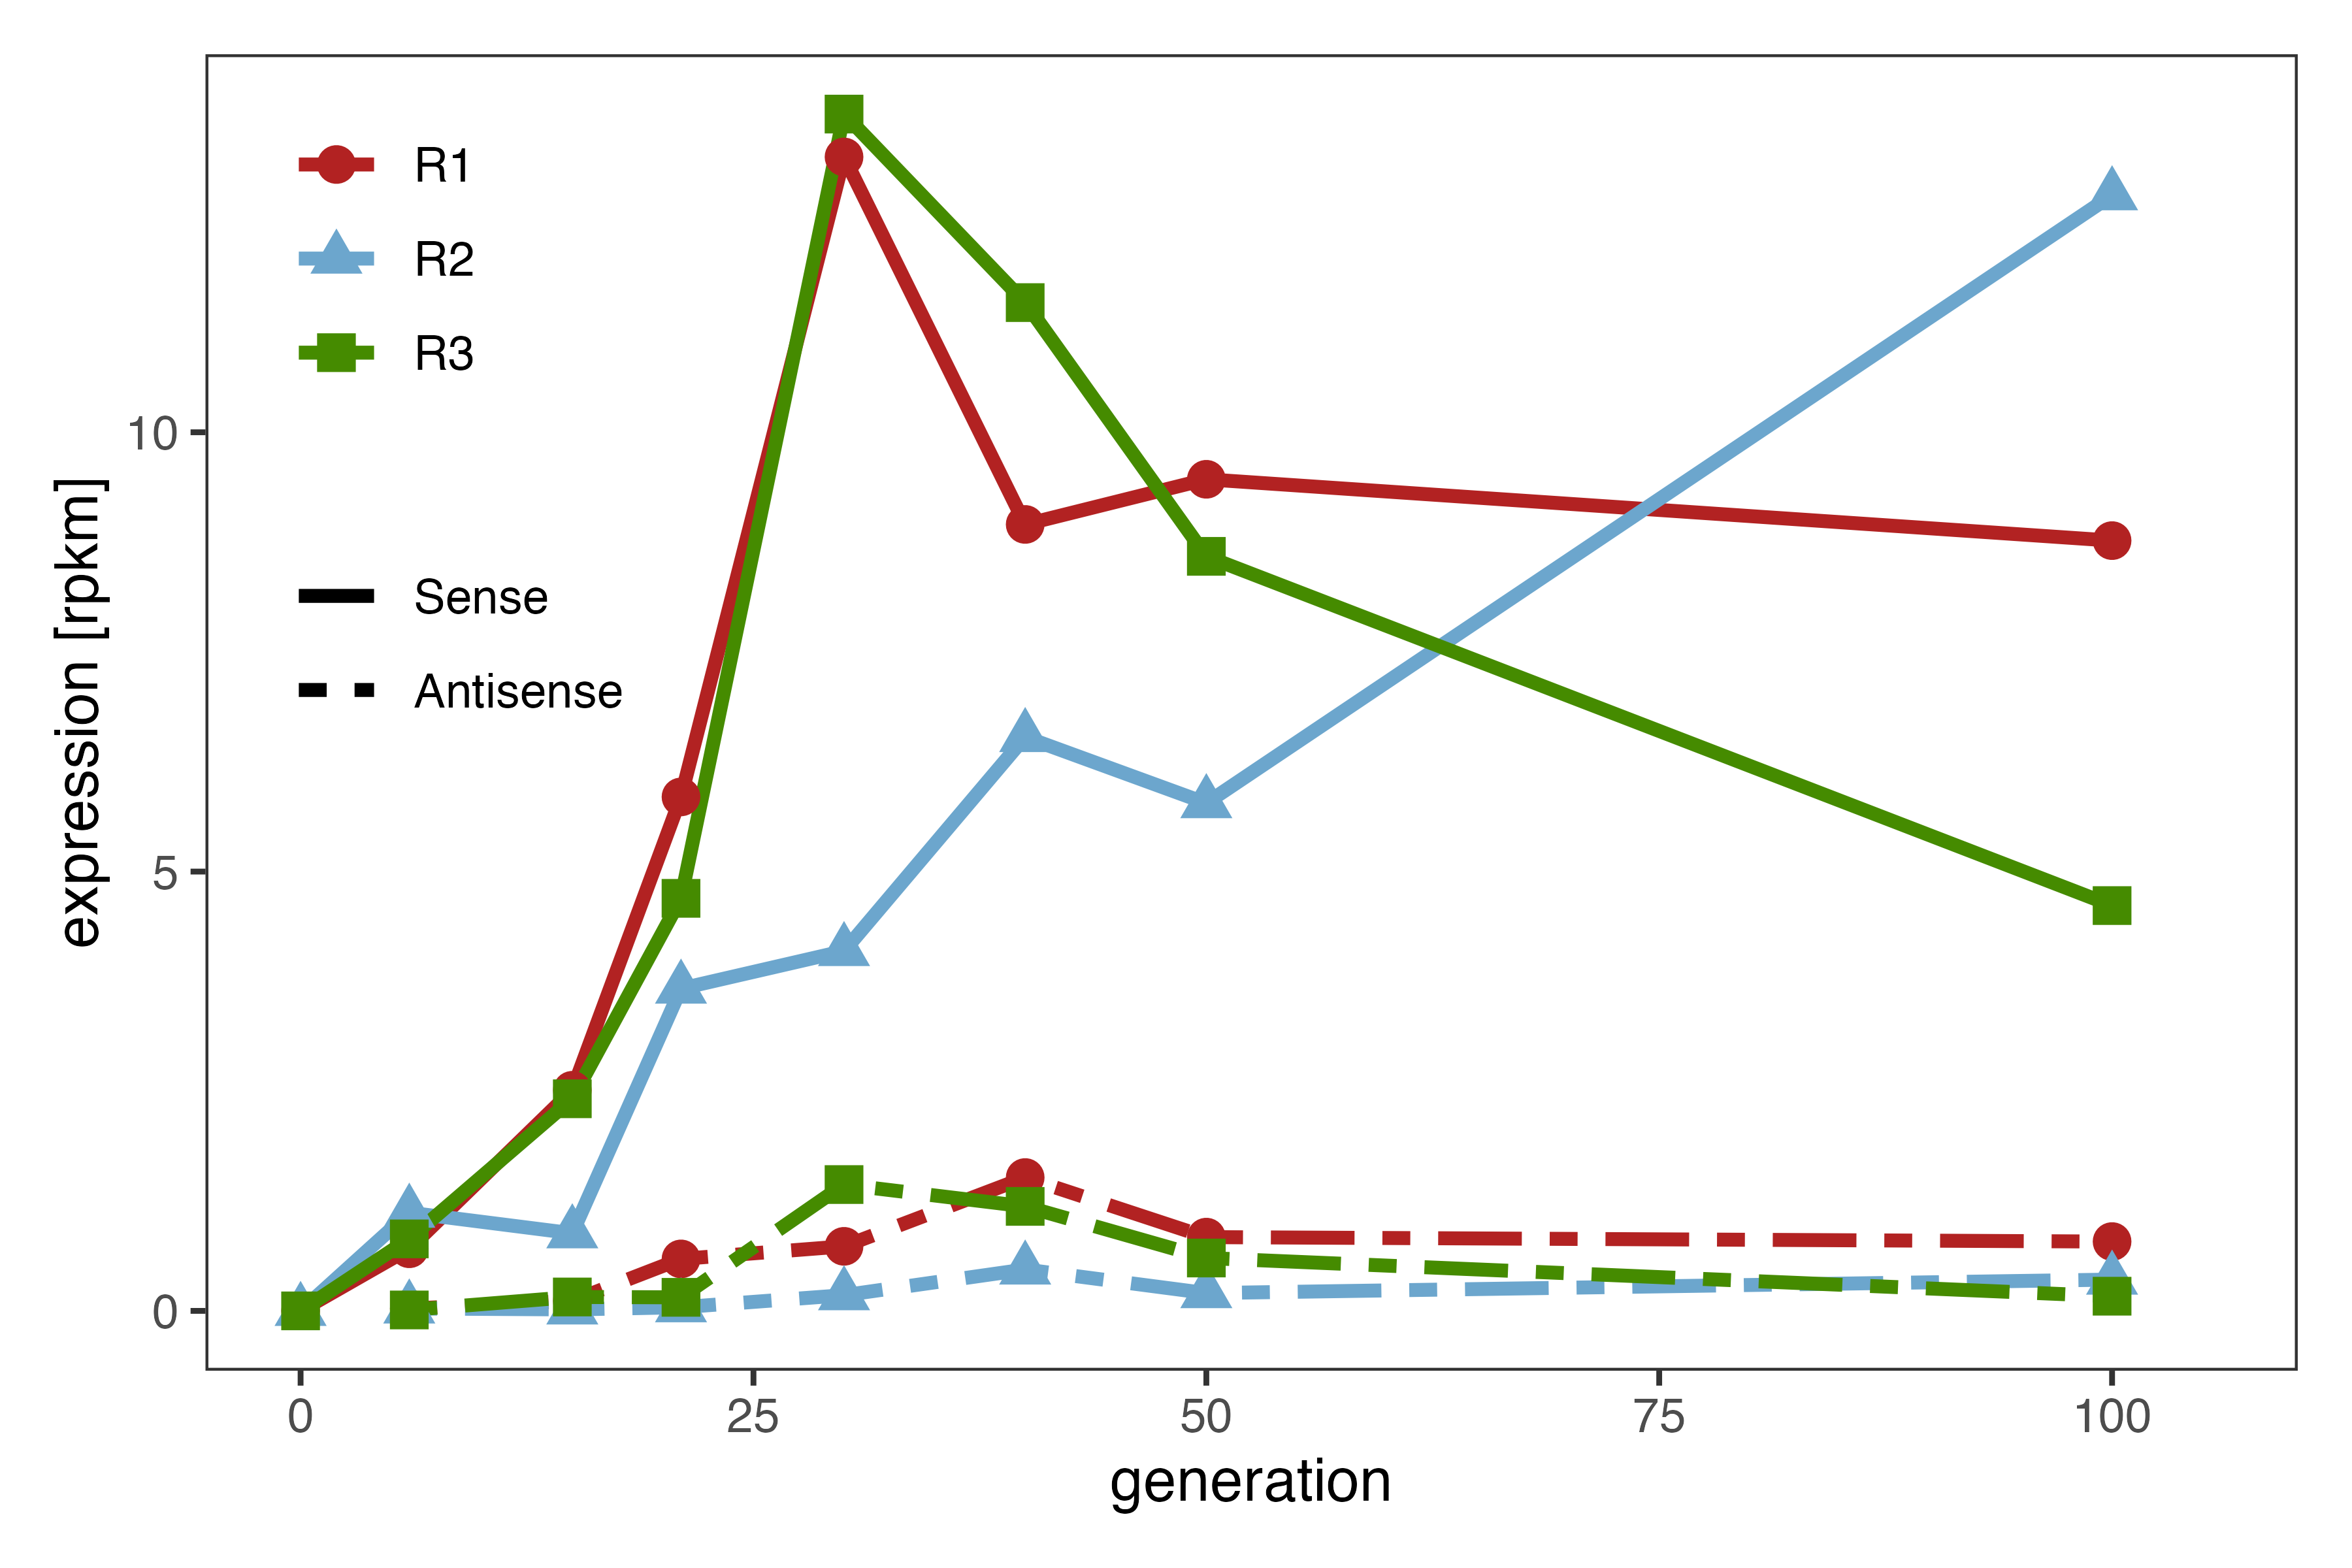 R1
R2
R3
10
Sense
Antisense
5
0
0 25 50 75 100
generation
expression [rpkm]